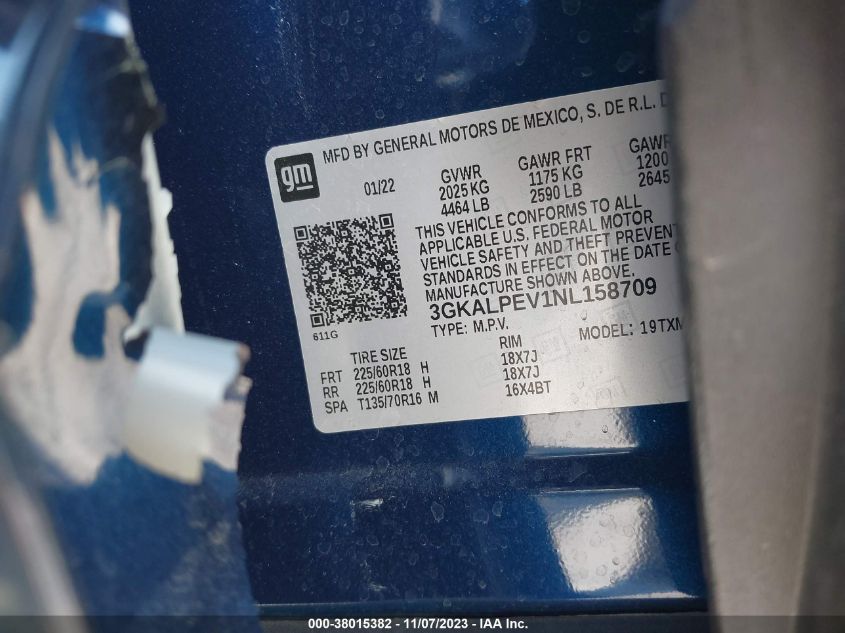 MFD BY GENERAL MOTORS DE MEXICO, S. DE R.L.
gm 01/22 GVWR GAWR FRT GAWR
2025 KG 1175 KG 1200
4464 LB 2590 LB 2645
THIS VEHICLE CONFORMS TO ALL
APPLICABLE U.S. FEDERAL MOTOR
VEHICLE SAFETY AND THEFT PREVENT
STANDARDS IN EFFECT ON THE DATE
MANUFACTURE SHOWN ABOVE.
3GKALPEV1NL158709
611G TYPE: M.P.V. MODEL: 19TXM
TIRE SIZE RIM
FRT 225/60R18 H 18X7J
RR 225/60R18 H 18X7J
SPA T135/70R16 M 16X4BT
000-38015382 - 11/07/2023 - IAA Inc.